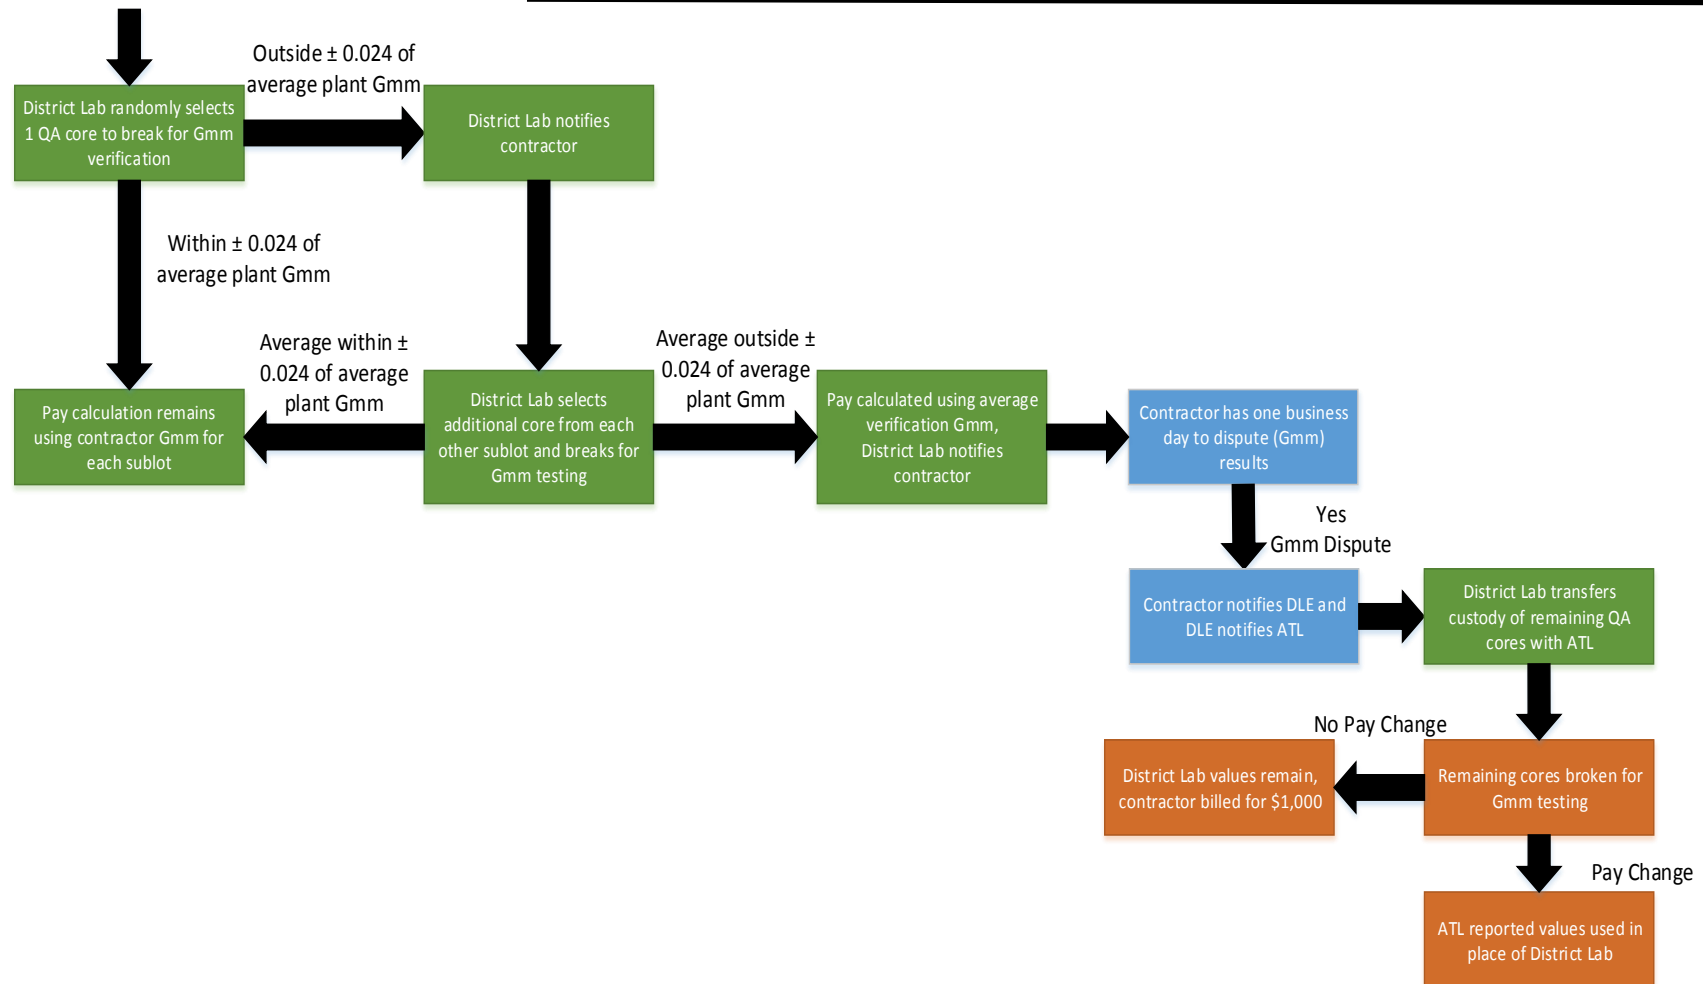 Outside ± 0.024 of
average plant Gmm
District Lab randomly selects
1 QA core to break for Gmm
verification
District Lab notifies
contractor
Within ± 0.024 of
average plant Gmm
Average within ±
0.024 of average
plant Gmm
Average outside ±
0.024 of average
plant Gmm
Pay calculation remains
using contractor Gmm for
each sublot
District Lab selects
additional core from each
other sublot and breaks for
Gmm testing
Pay calculated using average
verification Gmm,
District Lab notifies
contractor
Contractor has one business
day to dispute (Gmm)
results
Yes
Gmm Dispute
Contractor notifies DLE and
DLE notifies ATL
District Lab transfers
custody of remaining QA
cores with ATL
No Pay Change
District Lab values remain,
contractor billed for $1,000
Remaining cores broken for
Gmm testing
Pay Change
ATL reported values used in
place of District Lab